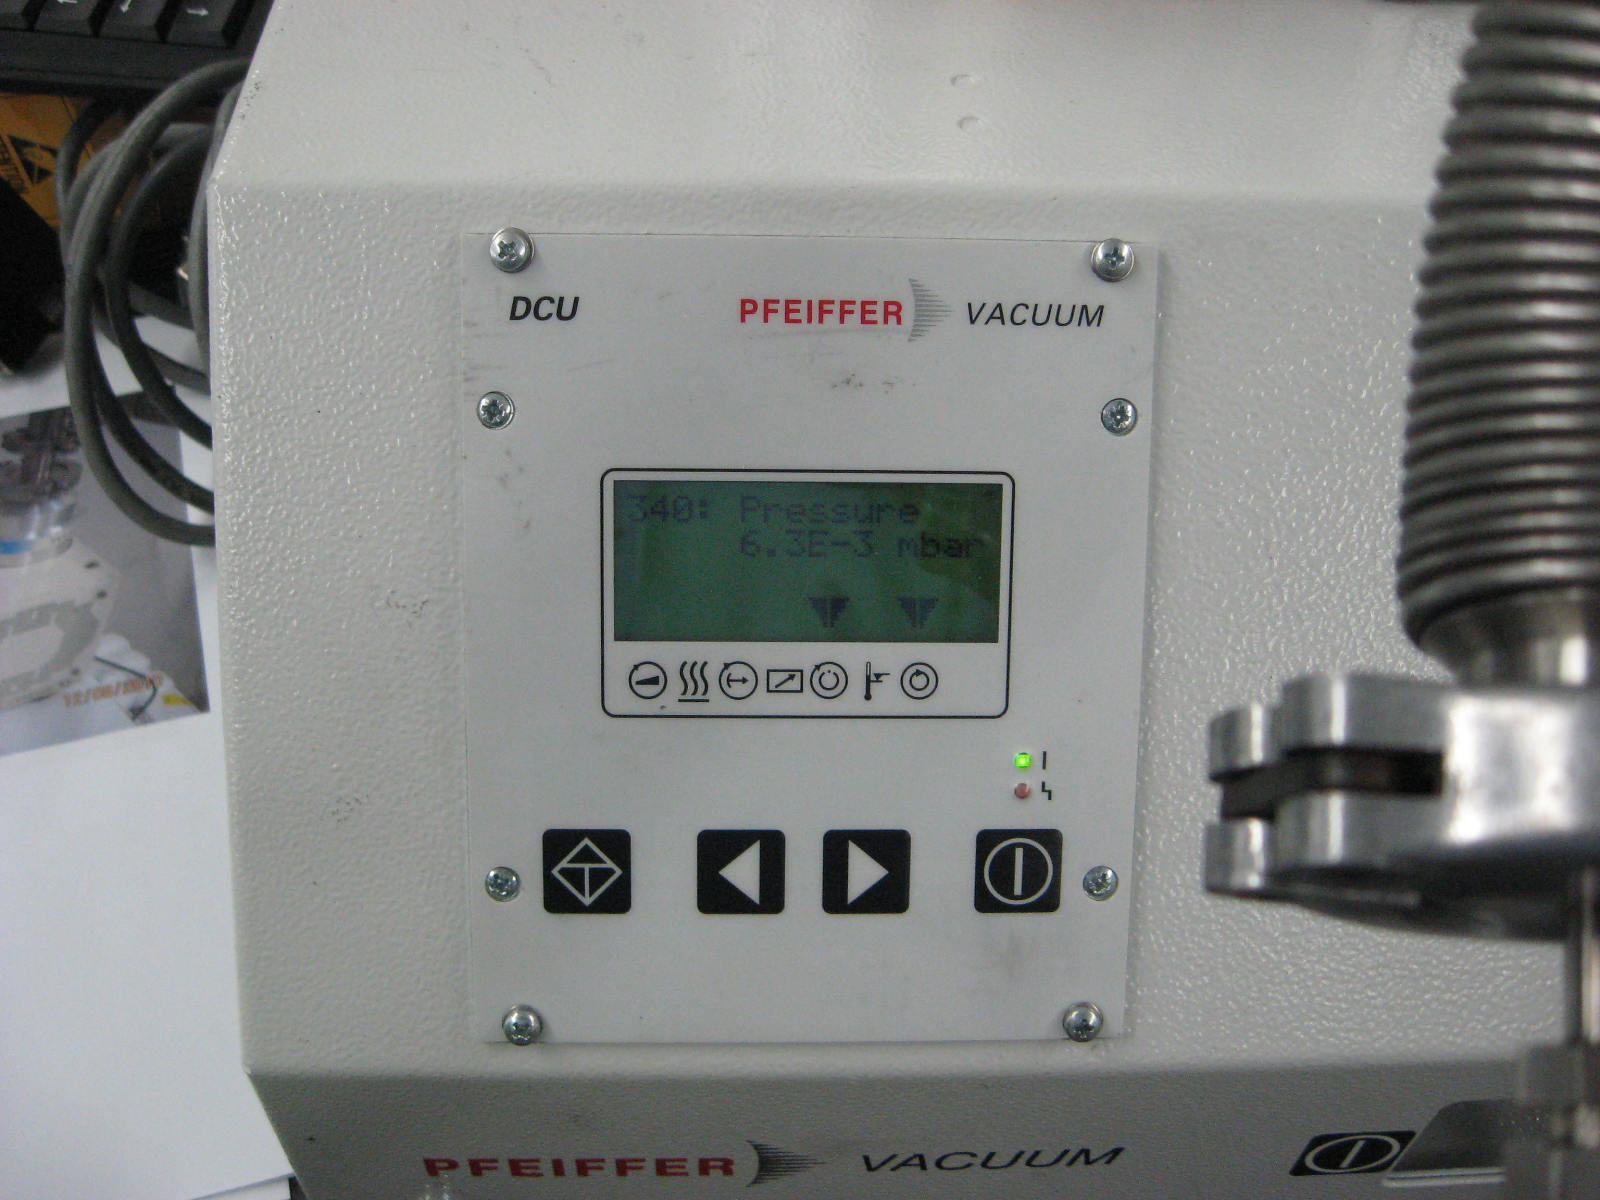 DCU PFEIFFER VACUUM
340: Pressure
6.3E-3 mbar
PFEIFFER VACUUM